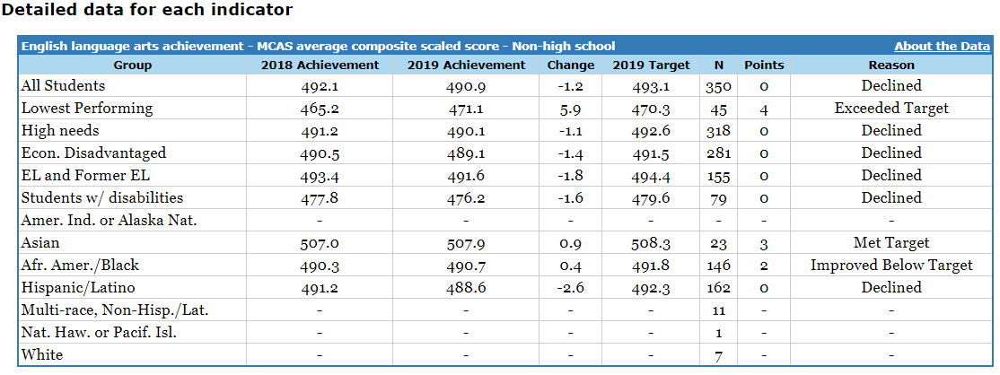 Detailed data for each indicator
English language arts achievement - MCAS average composite scaled score - Non-high school About the Data
Group 2018 Achievement 2019 Achievement Change 2019 Target N Points Reason
All Students 492.1 490.9 -1.2 493.1 350 0 Declined
Lowest Performing 465.2 471.1 5.9 470.3 45 4 Exceeded Target
High needs 491.2 490.1 -1.1 492.6 318 0 Declined
Econ. Disadvantaged 490.5 489.1 -1.4 491.5 281 0 Declined
EL and Former EL 493.4 491.6 -1.8 494.4 155 0 Declined
Students w/ disabilities 477.8 476.2 -1.6 479.6 79 0 Declined
Amer. Ind. or Alaska Nat. - - - - - - -
Asian 507.0 507.9 0.9 508.3 23 3 Met Target
Afr. Amer./Black 490.3 490.7 0.4 491.8 146 2 Improved Below Target
Hispanic/Latino 491.2 488.6 -2.6 492.3 162 0 Declined
Multi-race, Non-Hisp./Lat. - - - - 11 - -
Nat. Haw. or Pacif. Isl. - - - - 1 - -
White - - - - 7 - -